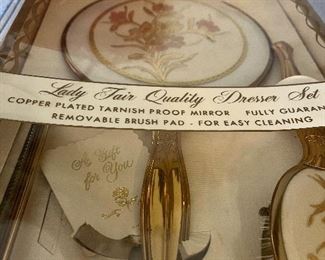 Lady Fair Quality Dresser Set
COPPER PLATED TARNISH PROOF MIRROR FULLY GUARAN
REMOVABLE BRUSH PAD - FOR EASY CLEANING
A Gift
for You